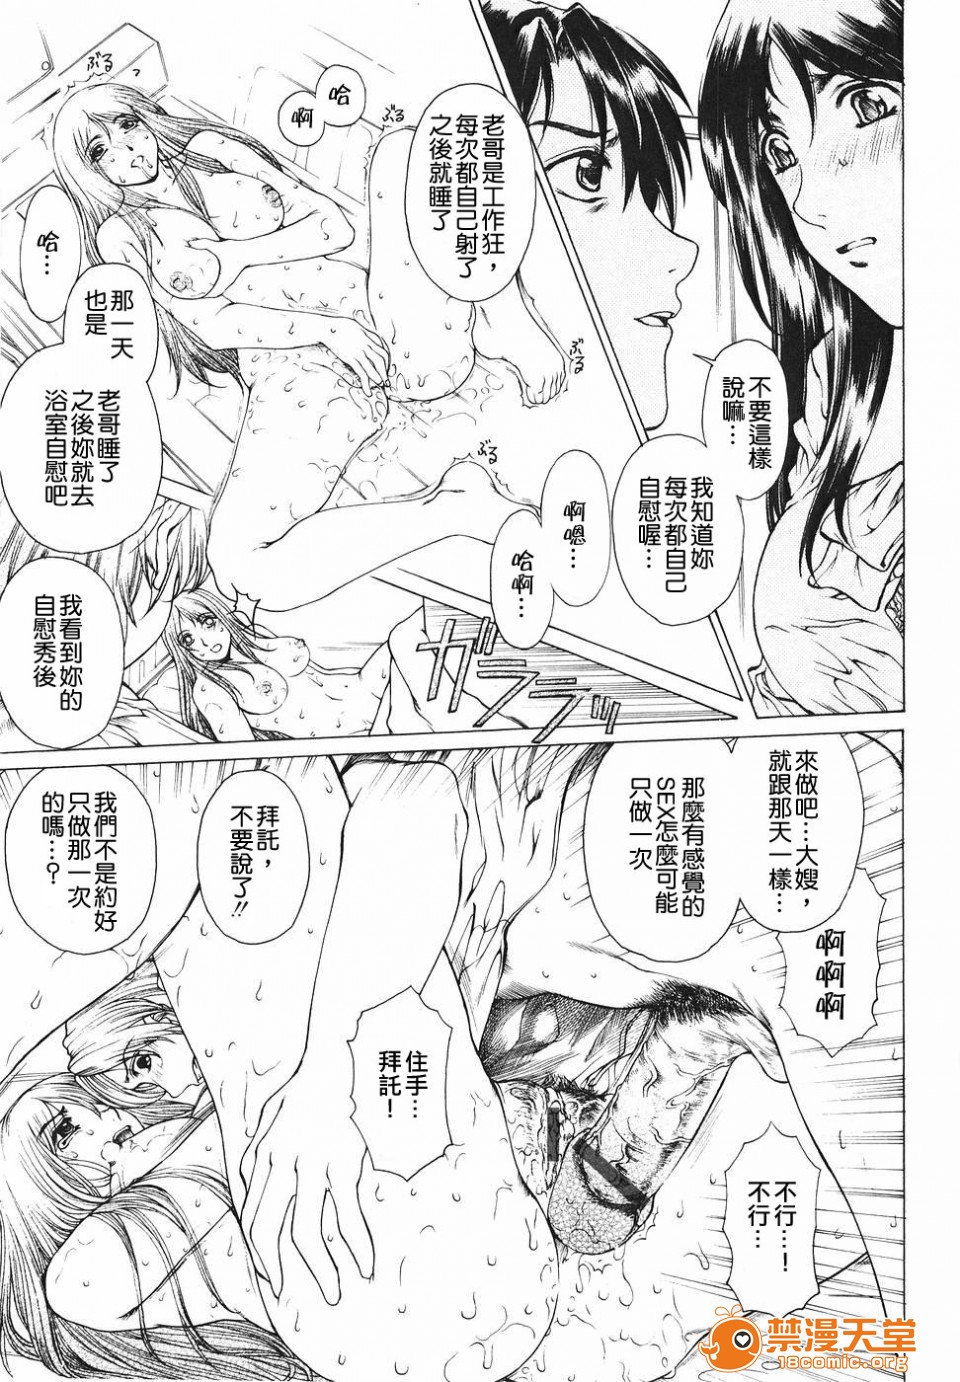 不要這樣
說嘛…
我知道妳
每次都自己
自慰喔…
老哥是工作狂，
每次都自己射了
之後就睡了
ぶる
哈
啊
ぶるっ
哈…
ぶる
ぶる
啊嗯…
哈啊…
那一天
也是
老哥睡了
之後妳就去
浴室自慰吧
ガラララッ
我看到妳的
自慰秀後
來做吧…大嫂，
就跟那天一樣…
啊啊啊
那麼有感覺的
SEX怎麼可能
只做一次
拜託，
不要說了!!
我們不是約好
只做那一次
的嗎…?
住手…
拜託！
不行…！
不行…
禁漫天堂
18comic.org